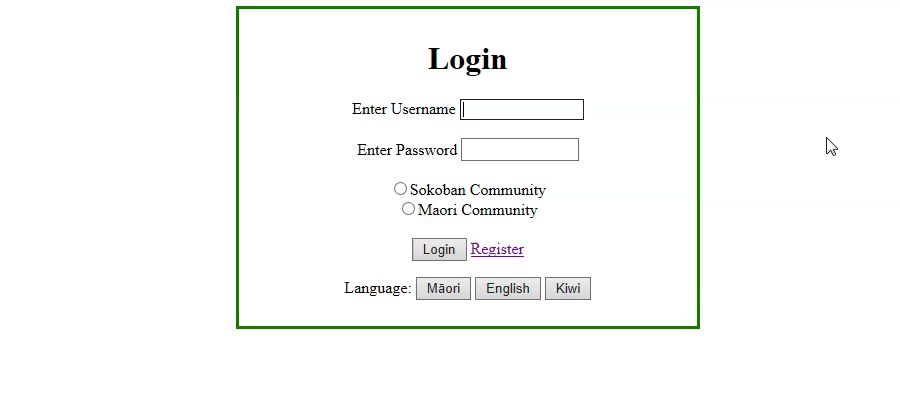 Login
Enter Username
Enter Password
Sokoban Community
Maori Community
Login Register
Language: Māori English Kiwi